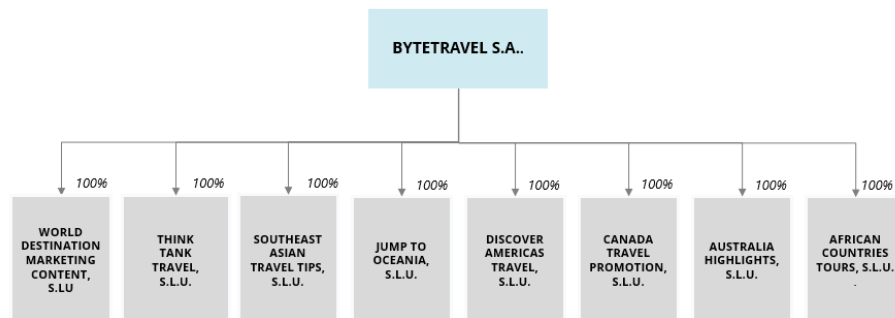 BYTETRAVEL S.A..
100%
100%
100%
100%
100%
100%
100%
100%
WORLD
DESTINATION
MARKETING
CONTENT,
S.LU
THINK
TANK
TRAVEL,
S.L.U.
SOUTHEAST
ASIAN
TRAVEL TIPS,
S.L.U.
JUMP TO
OCEANIA,
S.L.U.
DISCOVER
AMERICAS
TRAVEL,
S.L.U.
CANADA
TRAVEL
PROMOTION,
S.L.U.
AUSTRALIA
HIGHLIGHTS,
S.L.U.
AFRICAN
COUNTRIES
TOURS, S.L.U.
.